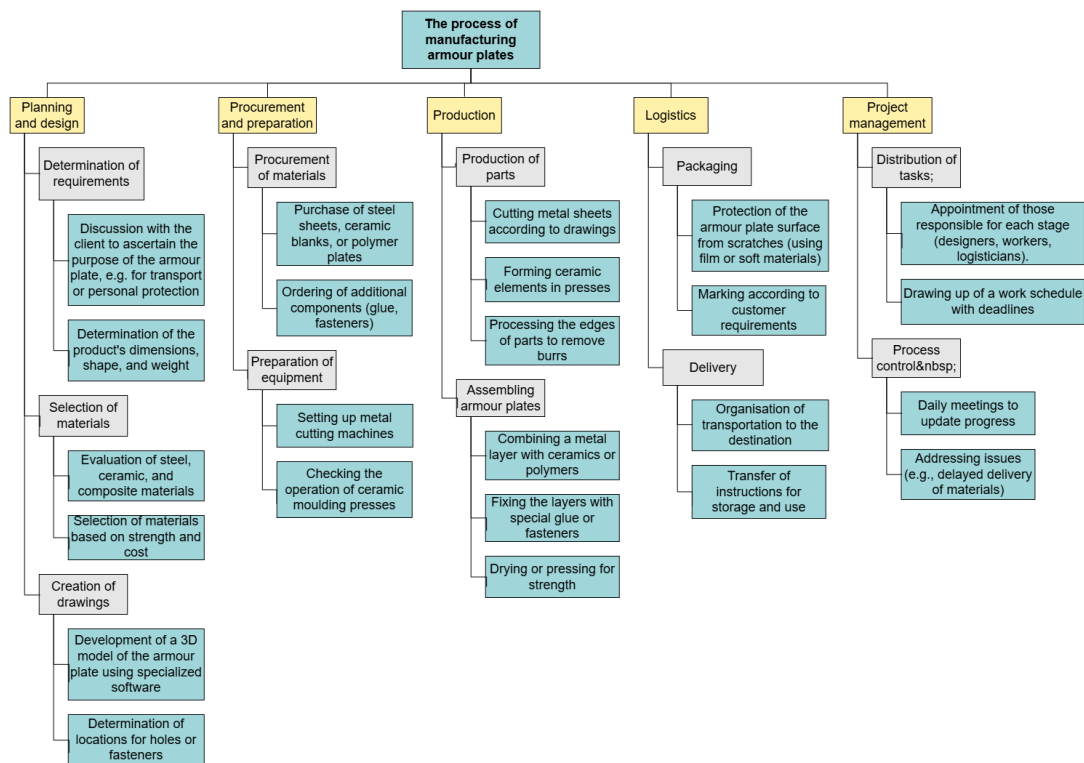 The process of
manufacturing
armour plates
Planning
and design
Determination of
requirements
Discussion with the
client to ascertain the
purpose of the armour
plate, e.g. for transport
or personal protection
Determination of the
product's dimensions,
shape, and weight
Selection of
materials
Evaluation of steel,
ceramic, and
composite materials
Selection of materials
based on strength and
cost
Creation of
drawings
Development of a 3D
model of the armour
plate using specialized
software
Determination of
locations for holes or
fasteners
Procurement
and preparation
Procurement
of materials
Purchase of steel
sheets, ceramic
blanks, or polymer
plates
Ordering of additional
components (glue,
fasteners)
Preparation of
equipment
Setting up metal
cutting machines
Checking the
operation of ceramic
moulding presses
Production
Production of
parts
Cutting metal sheets
according to drawings
Forming ceramic
elements in presses
Processing the edges
of parts to remove
burrs
Assembling
armour plates
Combining a metal
layer with ceramics or
polymers
Fixing the layers with
special glue or
fasteners
Drying or pressing for
strength
Logistics
Packaging
Protection of the
armour plate surface
from scratches (using
film or soft materials)
Marking according to
customer
requirements
Delivery
Organisation of
transportation to the
destination
Transfer of
instructions for
storage and use
Project
management
Distribution of
tasks;
Appointment of those
responsible for each stage
(designers, workers,
logisticians).
Drawing up of a work schedule
with deadlines
Process
control&nbsp;
Daily meetings to
update progress
Addressing issues
(e.g., delayed delivery
of materials)